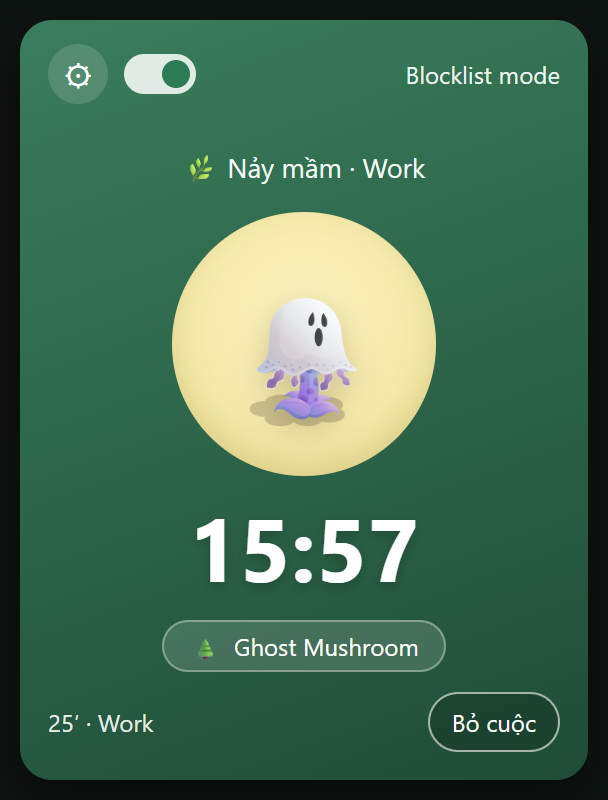 Blocklist mode
Nảy mầm · Work
15:57
Ghost Mushroom
25′ · Work
Bỏ cuộc